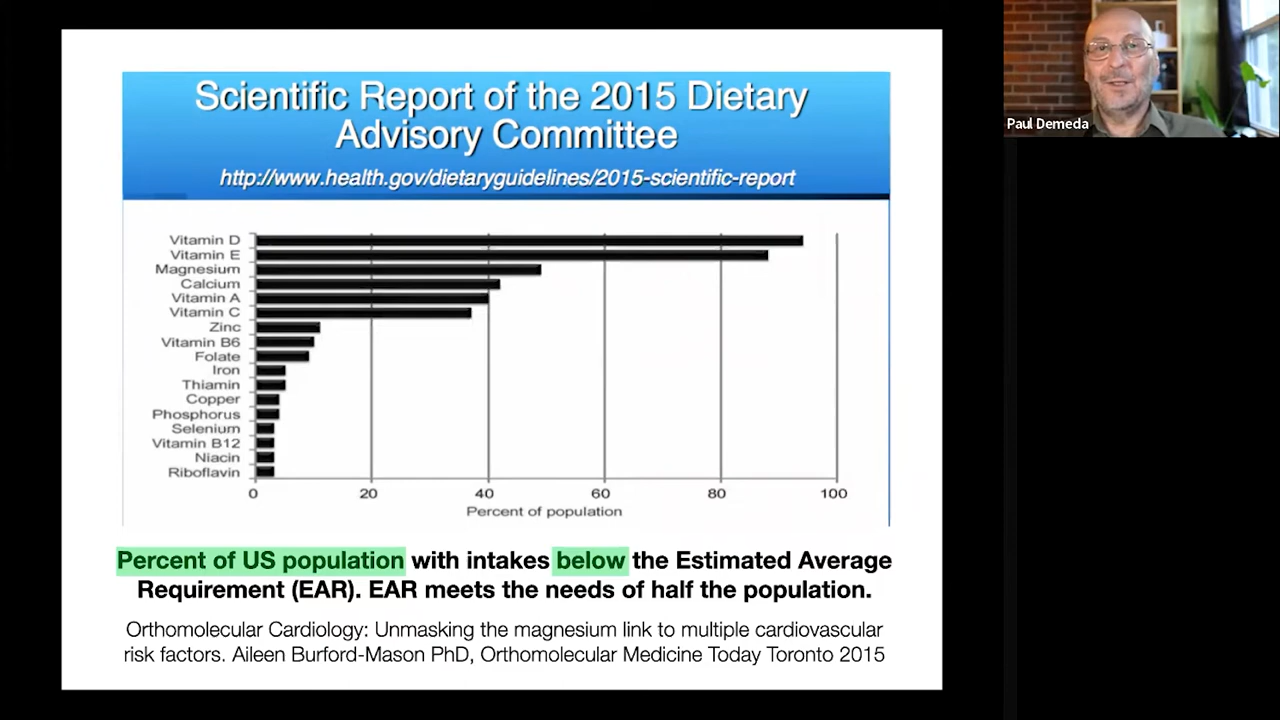 Scientific Report of the 2015 Dietary
Advisory Committee
http://www.health.gov/dietaryguidelines/2015-scientific-report
Vitamin D
Vitamin E
Magnesium
Calcium
Vitamin A
Vitamin C
Zinc
Vitamin B6
Folate
Iron
Thiamin
Copper
Phosphorus
Selenium
Vitamin B12
Niacin
Riboflavin
0 20 40 60 80 100
Percent of population
Percent of US population with intakes below the Estimated Average
Requirement (EAR). EAR meets the needs of half the population.
Orthomolecular Cardiology: Unmasking the magnesium link to multiple cardiovascular
risk factors. Aileen Burford-Mason PhD, Orthomolecular Medicine Today Toronto 2015
Paul Demeda